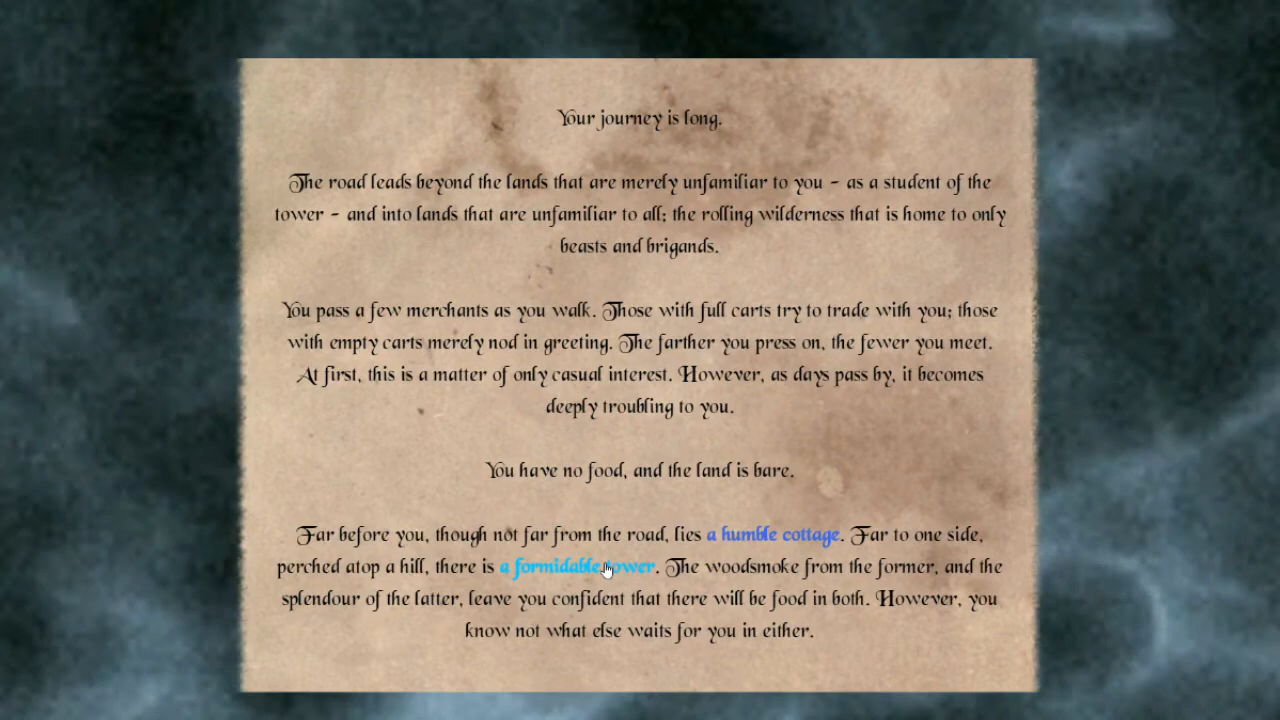 Your journey is long.
The road leads beyond the lands that are merely unfamiliar to you - as a student of the
tower - and into lands that are unfamiliar to all; the rolling wilderness that is home to only
beasts and brigands.
You pass a few merchants as you walk. Those with full carts try to trade with you; those
with empty carts merely nod in greeting. The farther you press on, the fewer you meet.
At first, this is a matter of only casual interest. However, as days pass by, it becomes
deeply troubling to you.
You have no food, and the land is bare.
Far before you, though not far from the road, lies a humble cottage. Far to one side,
perched atop a hill, there is a formidable tower. The woodsmoke from the former, and the
splendour of the latter, leave you confident that there will be food in both. However, you
know not what else waits for you in either.